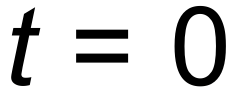 t = 0